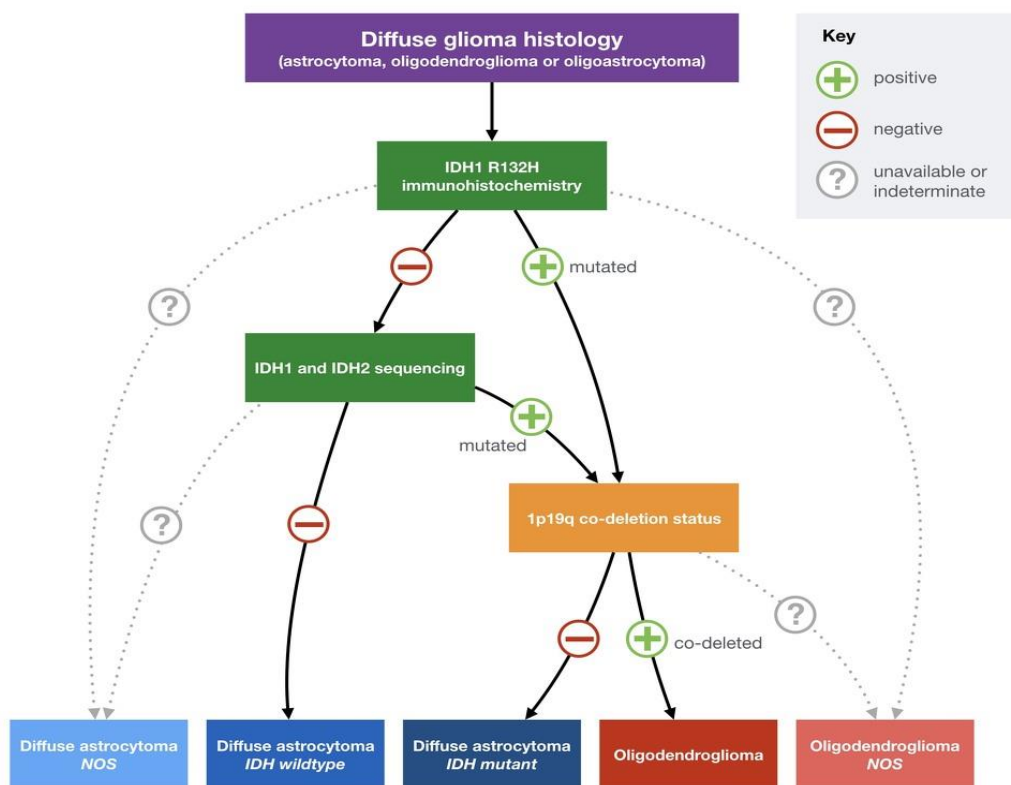 Diffuse glioma histology
(astrocytoma, oligodendroglioma or oligoastrocytoma)
Key
positive
negative
? unavailable or
indeterminate
IDH1 R132H
immunohistochemistry
mutated
?
?
IDH1 and IDH2 sequencing
mutated
?
1p19q co-deletion status
?
co-deleted
Diffuse astrocytoma
NOS
Diffuse astrocytoma
IDH wildtype
Diffuse astrocytoma
IDH mutant
Oligodendroglioma
Oligodendroglioma
NOS